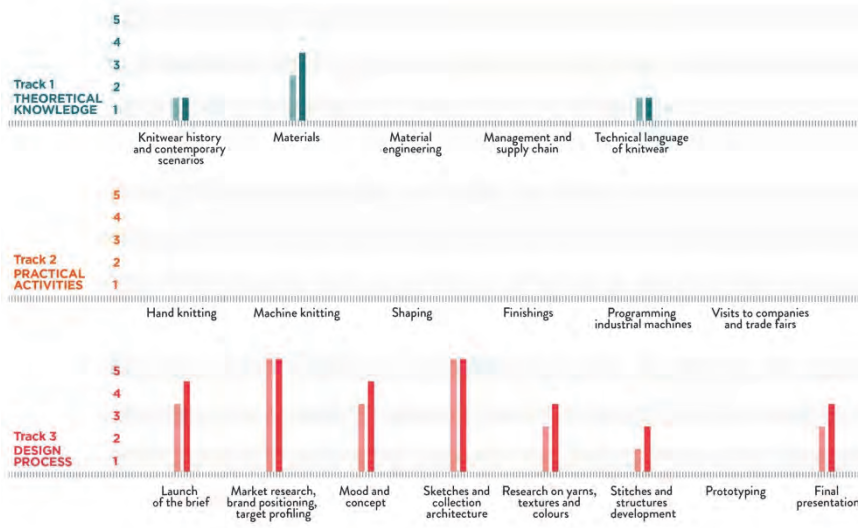 5
4
3
2
1
Track 1
THEORETICAL
KNOWLEDGE
Knitwear history
and contemporary
scenarios
Materials
Material
engineering
Management and
supply chain
Technical language
of knitwear
5
4
3
2
1
Track 2
PRACTICAL
ACTIVITIES
Hand knitting
Machine knitting
Shaping
Finishings
Programming
industrial machines
Visits to companies
and trade fairs
5
4
3
2
1
Track 3
DESIGN
PROCESS
Launch
of the brief
Market research,
brand positioning,
target profiling
Mood and
concept
Sketches and
collection
architecture
Research on yarns,
textures and
colours
Stitches and
structures
development
Prototyping
Final
presentation